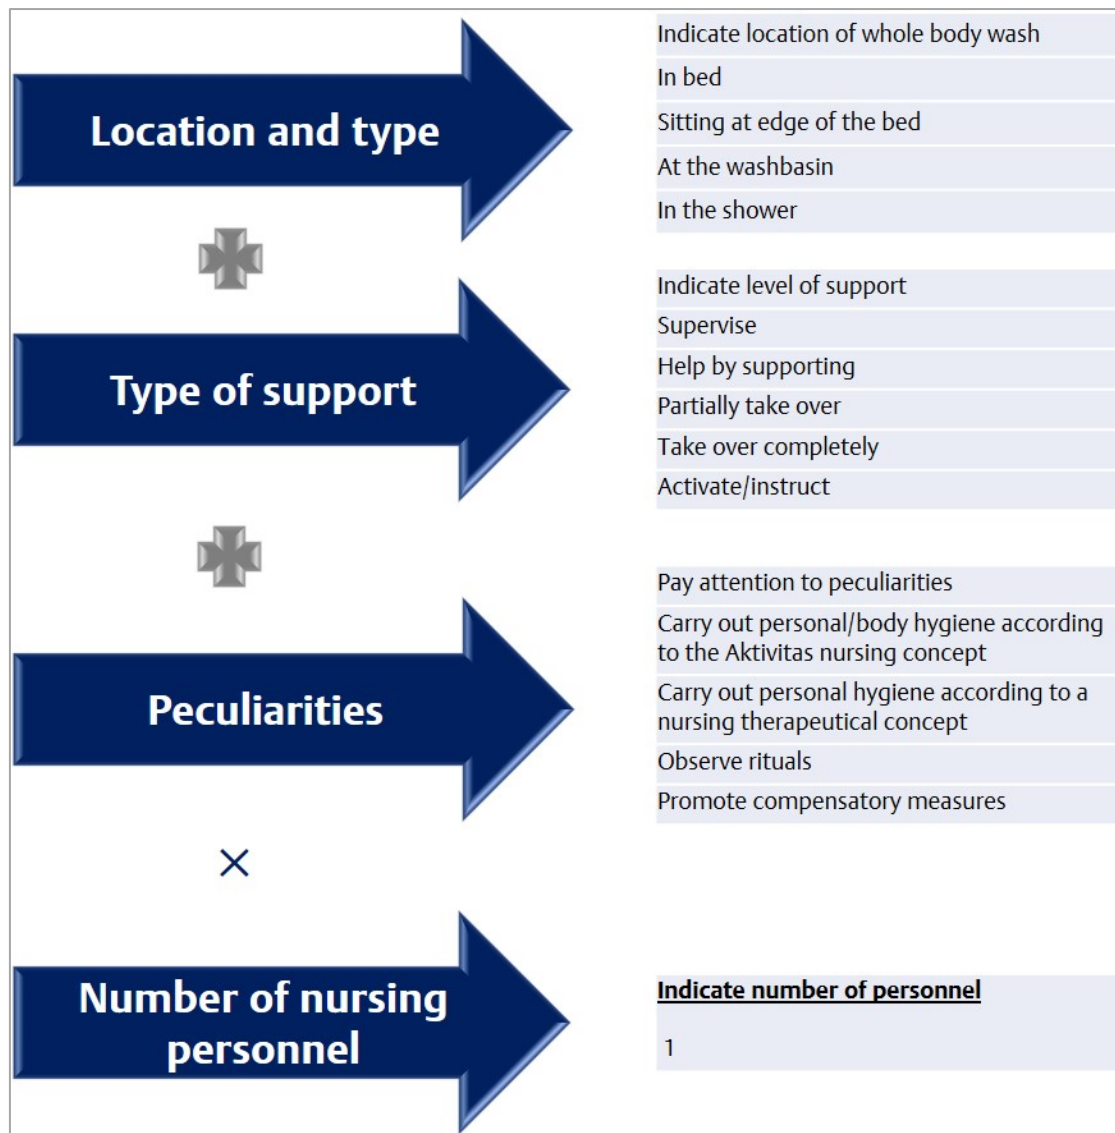 Location and type
Indicate location of whole body wash
In bed
Sitting at edge of the bed
At the washbasin
In the shower
Type of support
Indicate level of support
Supervise
Help by supporting
Partially take over
Take over completely
Activate/instruct
Peculiarities
Pay attention to peculiarities
Carry out personal/body hygiene according
to the Aktivitas nursing concept
Carry out personal hygiene according to a
nursing therapeutical concept
Observe rituals
Promote compensatory measures
×
Number of nursing
personnel
Indicate number of personnel
1